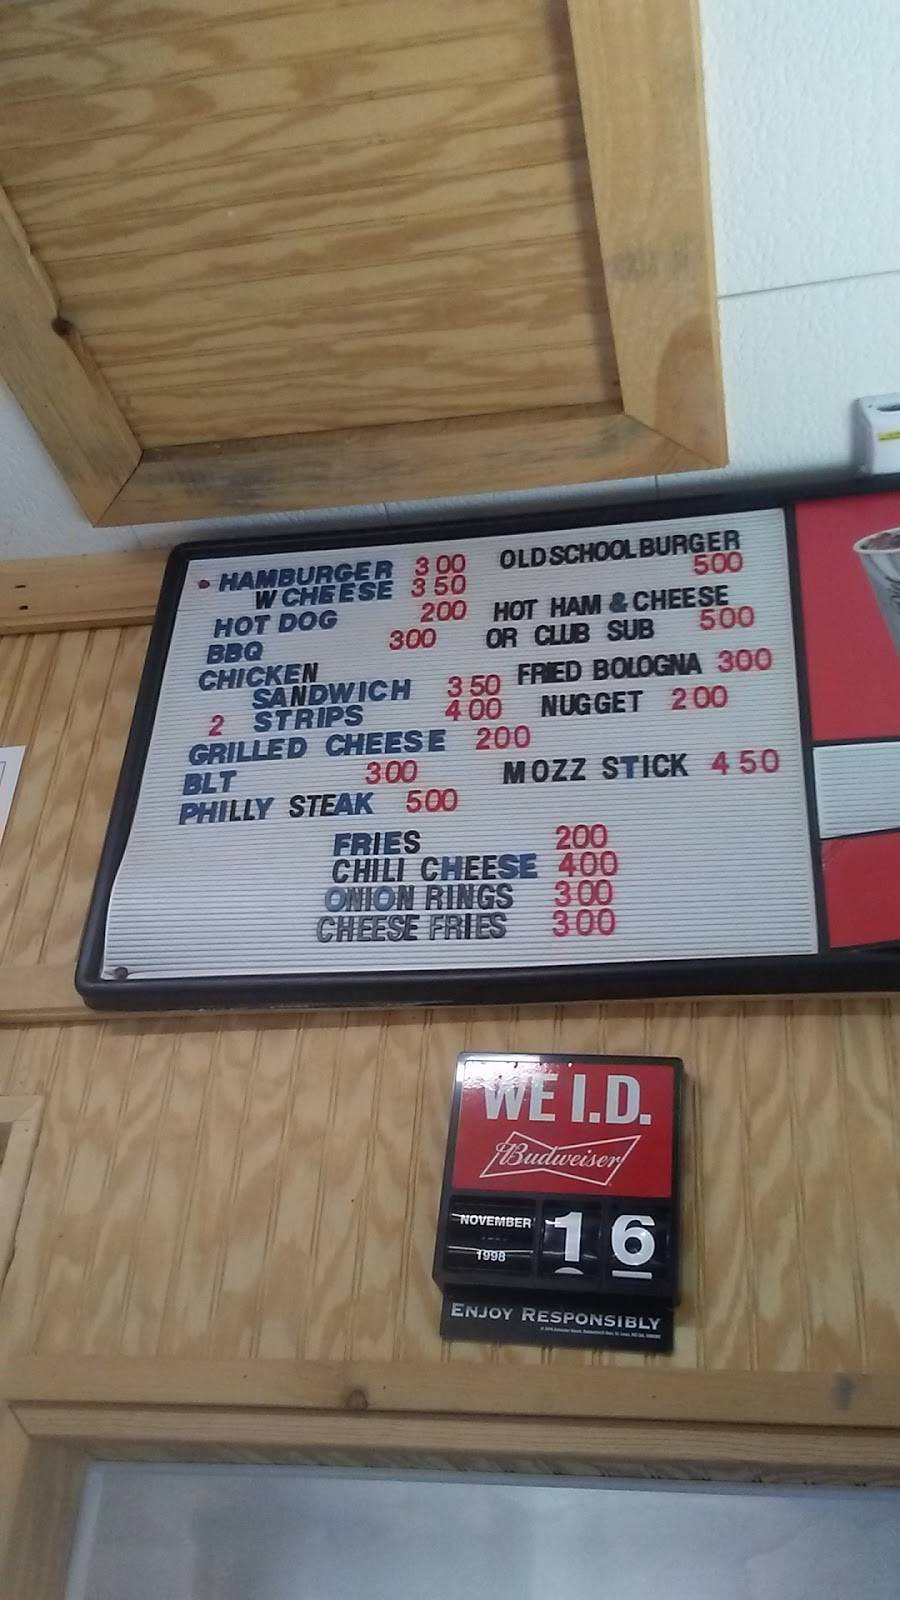 HAMBURGER 300
W CHEESE 350
HOT DOG 200
BBQ 300
CHICKEN
SANDWICH 350
2 STRIPS 400
GRILLED CHEESE 200
BLT 300
PHILLY STEAK 500
OLD SCHOOL BURGER
500
HOT HAM & CHEESE
OR CLUB SUB 500
FRIED BOLOGNA 300
NUGGET 200
MOZZ STICK 450
FRIES 200
CHILI CHEESE 400
ONION RINGS 300
CHEESE FRIES 300
WE I.D.
Budweiser
NOVEMBER 16
1998
ENJOY RESPONSIBLY